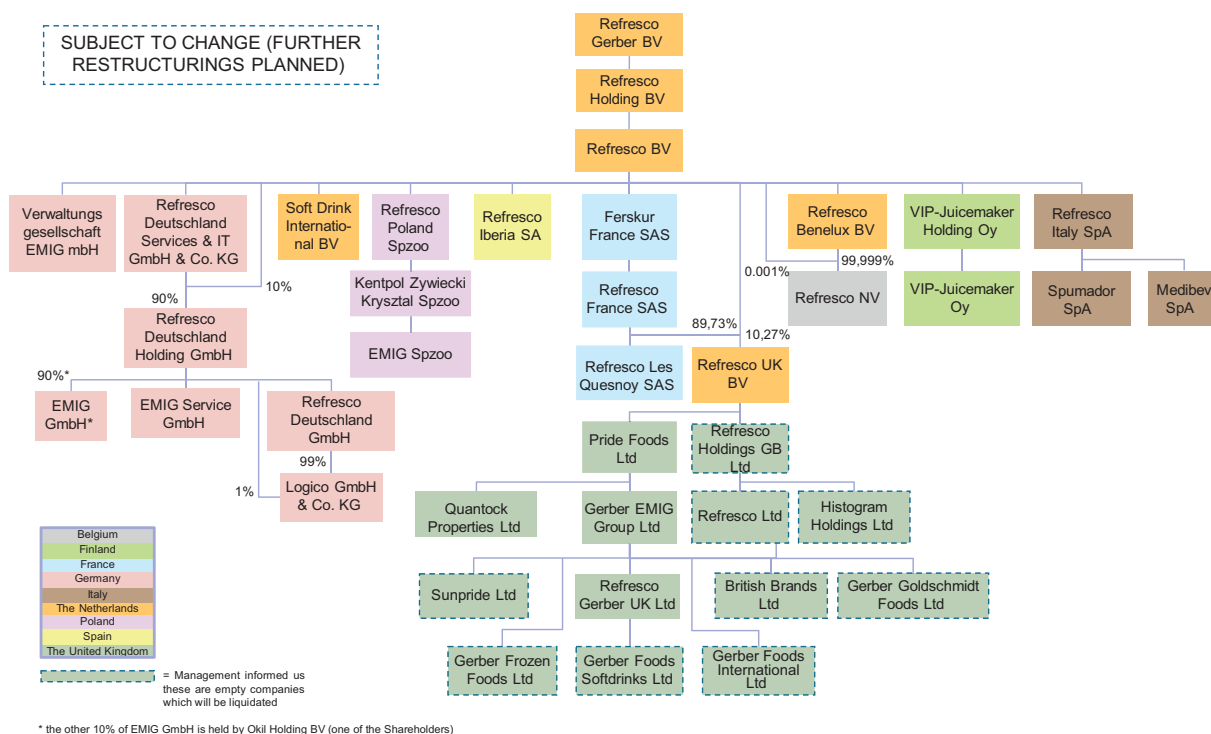 SUBJECT TO CHANGE (FURTHER
RESTRUCTURINGS PLANNED)
Refresco
Gerber BV
Refresco
Holding BV
Refresco BV
Verwaltungs
gesellschaft
EMIG mbH
Refresco
Deutschland
Services & IT
GmbH & Co. KG
Soft Drink
Internatio-
nal BV
Refresco
Poland
Spzoo
Refresco
Iberia SA
Ferskur
France SAS
Refresco
Benelux BV
VIP-Juicemaker
Holding Oy
Refresco
Italy SpA
90%
10%
Kentpol Zywiecki
Krysztal Spzoo
Refresco
France SAS
0.001%
99,999%
Refresco NV
VIP-Juicemaker
Oy
Spumador
SpA
Medibev
SpA
Refresco
Deutschland
Holding GmbH
EMIG Spzoo
89,73%
10,27%
Refresco Les
Quesnoy SAS
Refresco UK
BV
90%*
EMIG
GmbH*
EMIG Service
GmbH
Refresco
Deutschland
GmbH
99%
1%
Logico GmbH
& Co. KG
Pride Foods
Ltd
Refresco
Holdings GB
Ltd
Quantock
Properties Ltd
Gerber EMIG
Group Ltd
Refresco Ltd
Histogram
Holdings Ltd
Sunpride Ltd
Refresco
Gerber UK Ltd
British Brands
Ltd
Gerber Goldschmidt
Foods Ltd
Gerber Frozen
Foods Ltd
Gerber Foods
Softdrinks Ltd
Gerber Foods
International
Ltd
Belgium
Finland
France
Germany
Italy
The Netherlands
Poland
Spain
The United Kingdom
= Management informed us
these are empty companies
which will be liquidated
* the other 10% of EMIG GmbH is held by Okil Holding BV (one of the Shareholders)